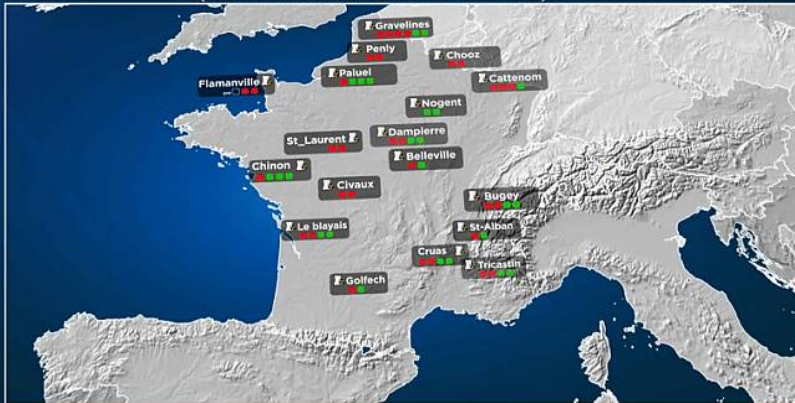 Gravelines
Penly
Chooz
Paluel
Cattenom
Flamanville
Nogent
Dampierre
St_Laurent
Belleville
Chinon
Civaux
Bugey
Le blayais
St-Alban
Cruas
Tricastin
Golfech